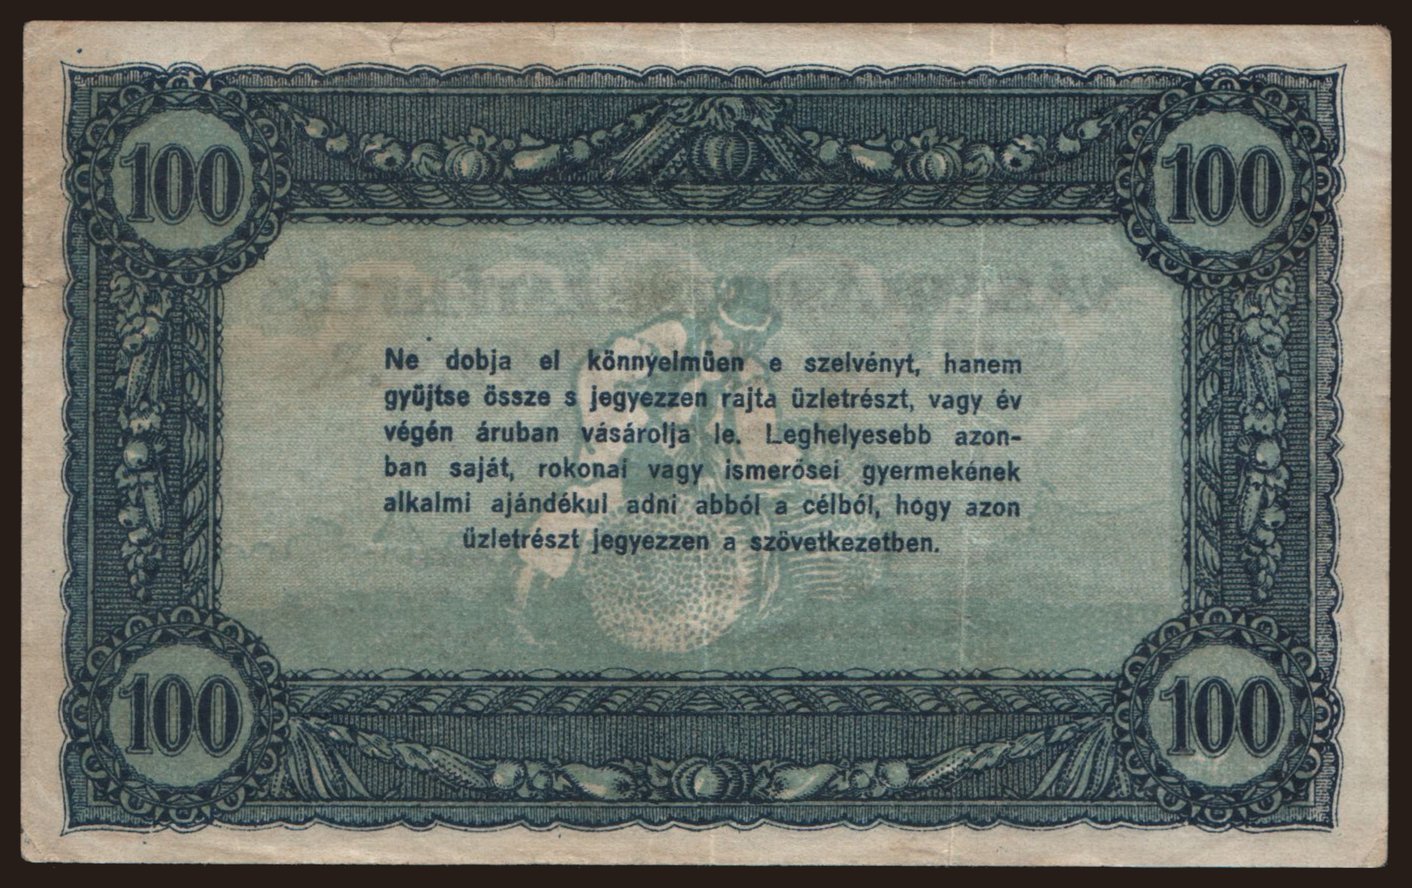 100 100
Ne dobja el könnyelmüen e szelvényt, hanem
gyüjtse össze s jegyezzen rajta üzletrészt, vagy év
végén áruban vásárolja le. Leghelyesebb azon-
ban saját, rokonai vagy ismerősei gyermekének
alkalmi ajándékul adni abból a célból, hogy azon
üzletrészt jegyezzen a szövetkezetben.
100 100